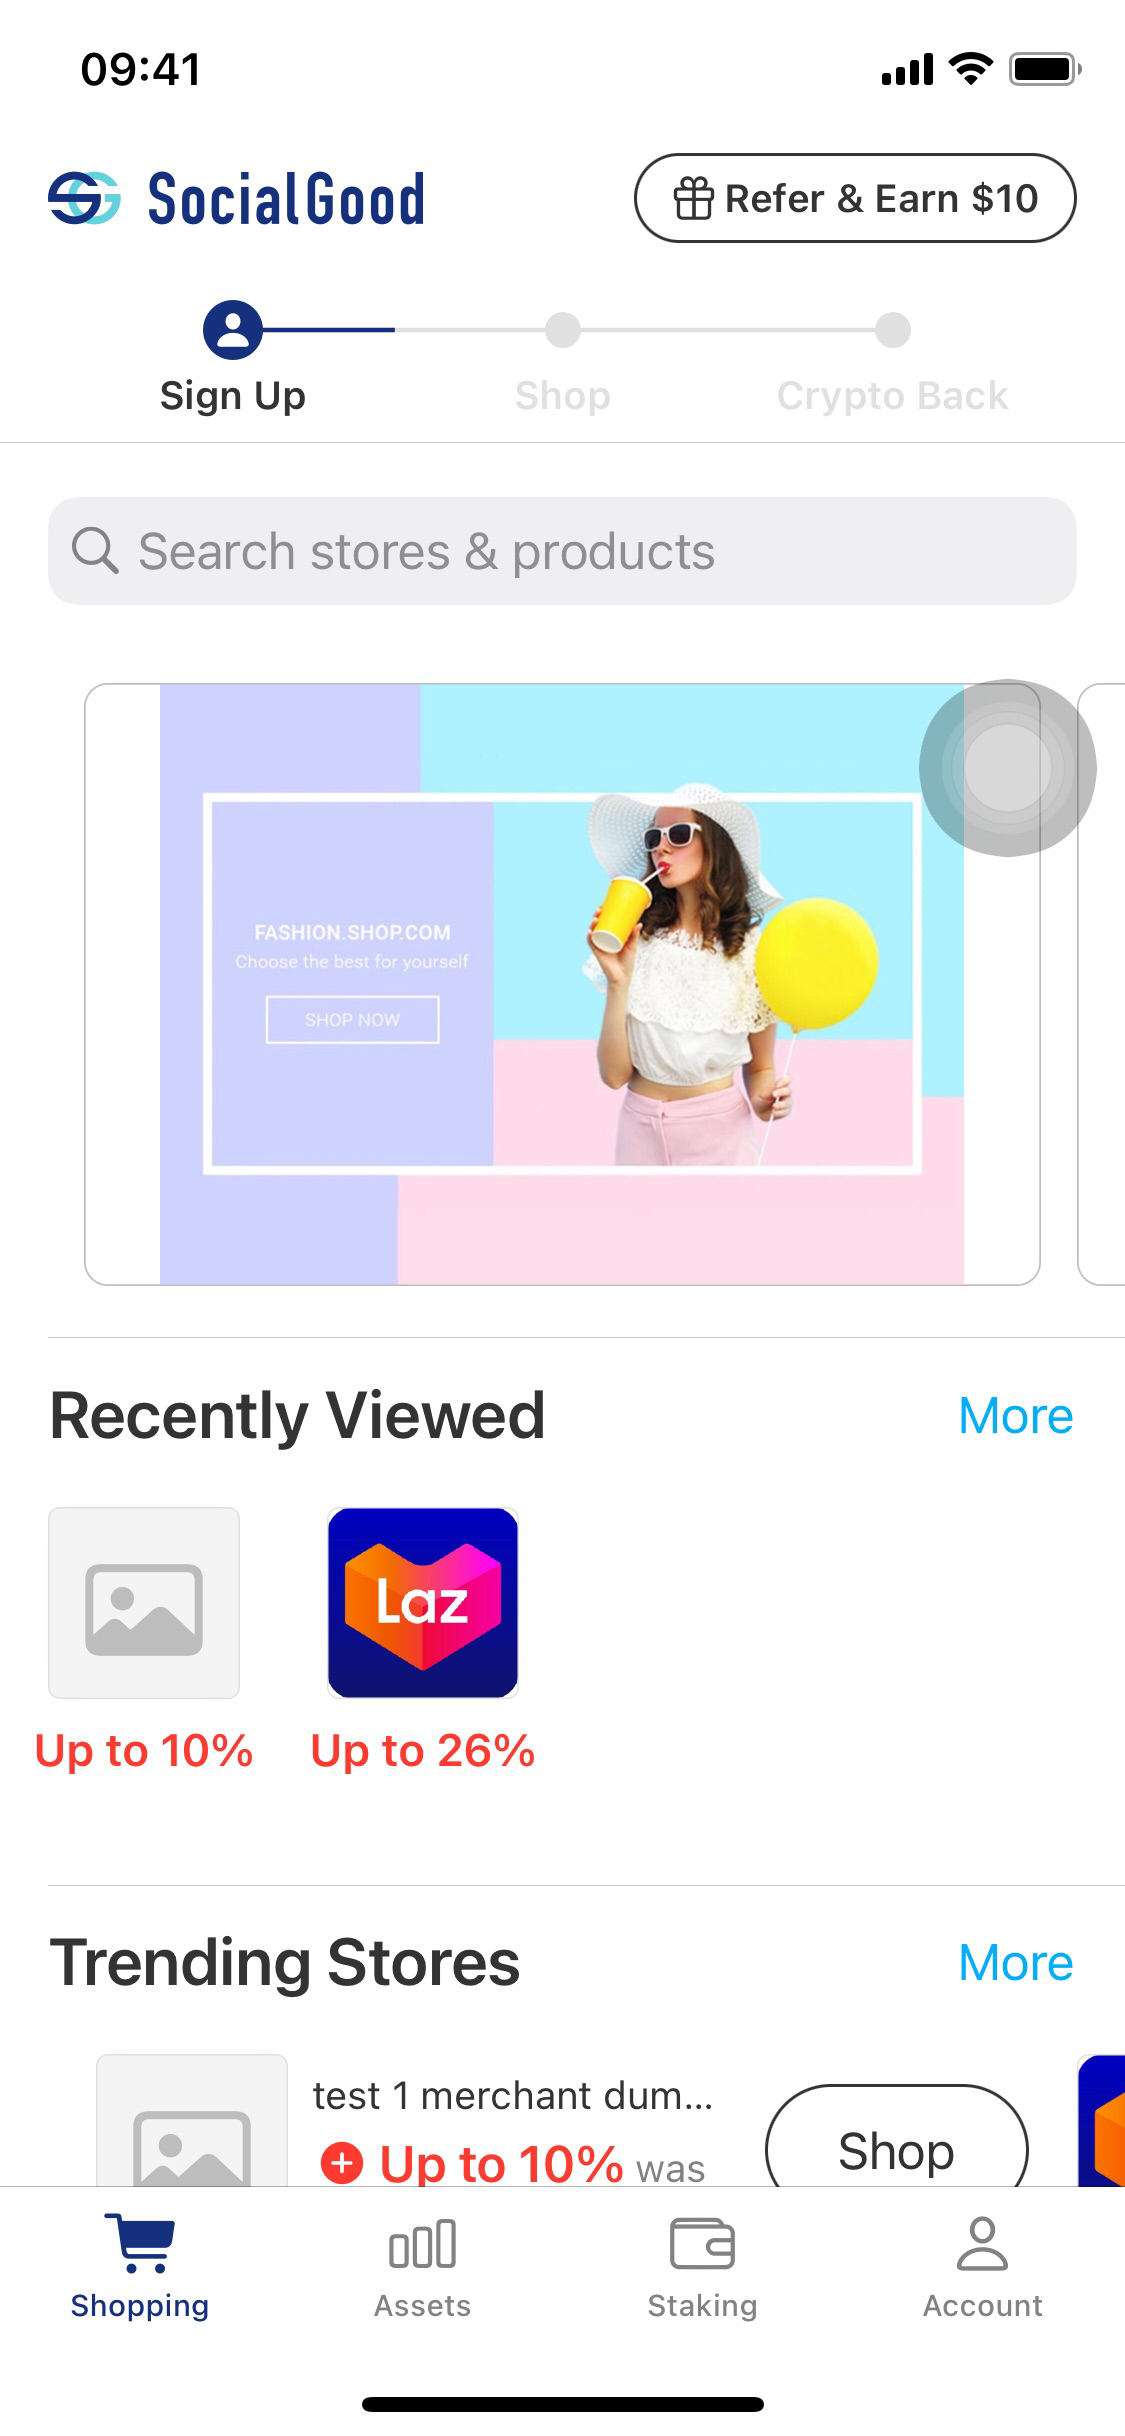 09:41
SocialGood
Refer & Earn $10
Sign Up
Shop
Crypto Back
Search stores & products
FASHION.SHOP.COM
Choose the best for yourself
SHOP NOW
Recently Viewed
More
Laz
Up to 10%
Up to 26%
Trending Stores
More
test 1 merchant dum...
Up to 10% was
Shop
Shopping
Assets
Staking
Account